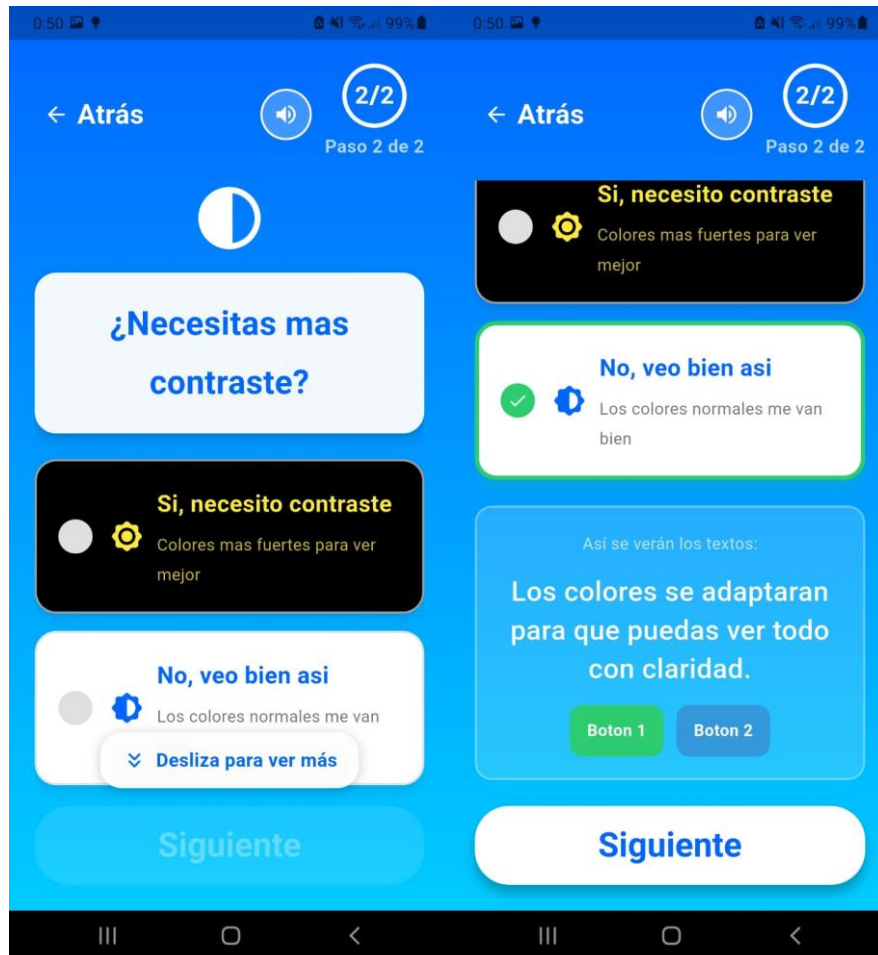 0:50
99%
← Atrás
2/2
Paso 2 de 2
¿Necesitas mas
contraste?
Si, necesito contraste
Colores mas fuertes para ver
mejor
No, veo bien asi
Los colores normales me van
Desliza para ver más
Siguiente
0:50
99%
← Atrás
2/2
Paso 2 de 2
Si, necesito contraste
Colores mas fuertes para ver
mejor
No, veo bien asi
Los colores normales me van
bien
Así se verán los textos:
Los colores se adaptaran
para que puedas ver todo
con claridad.
Boton 1
Boton 2
Siguiente